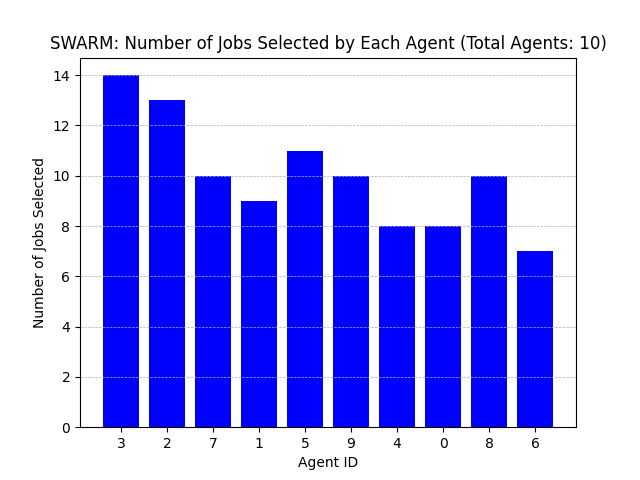 SWARM: Number of Jobs Selected by Each Agent (Total Agents: 10)
14
12
10
8
6
4
2
0
Number of Jobs Selected
3 2 7 1 5 9 4 0 8 6
Agent ID